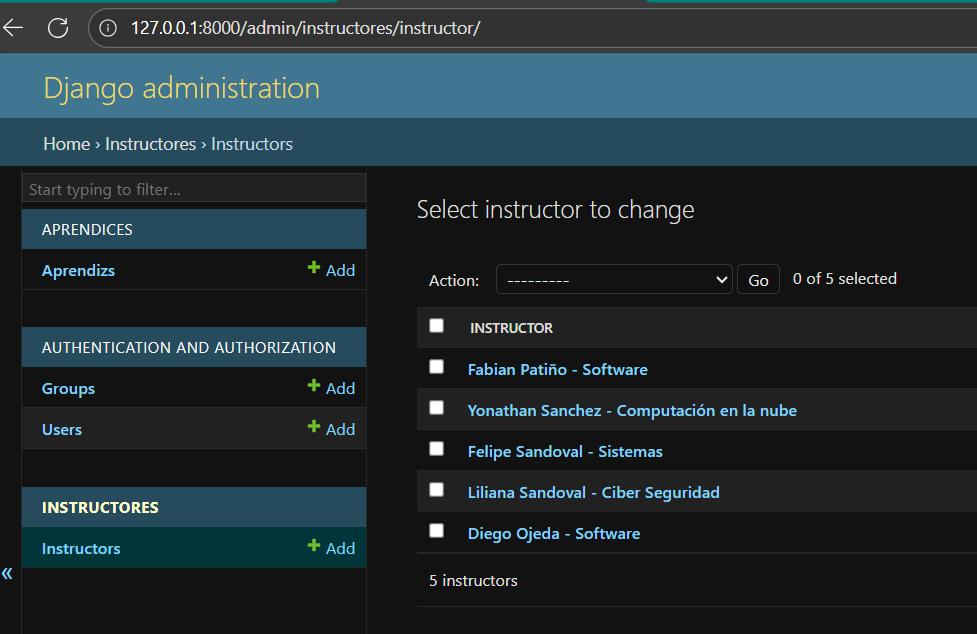 127.0.0.1:8000/admin/instructores/instructor/
Django administration
Home › Instructores › Instructors
Start typing to filter...
APRENDICES
Aprendizs + Add
AUTHENTICATION AND AUTHORIZATION
Groups + Add
Users + Add
INSTRUCTORES
Instructors + Add
«
Select instructor to change
Action: --------- Go 0 of 5 selected
INSTRUCTOR
Fabian Patiño - Software
Yonathan Sanchez - Computación en la nube
Felipe Sandoval - Sistemas
Liliana Sandoval - Ciber Seguridad
Diego Ojeda - Software
5 instructors